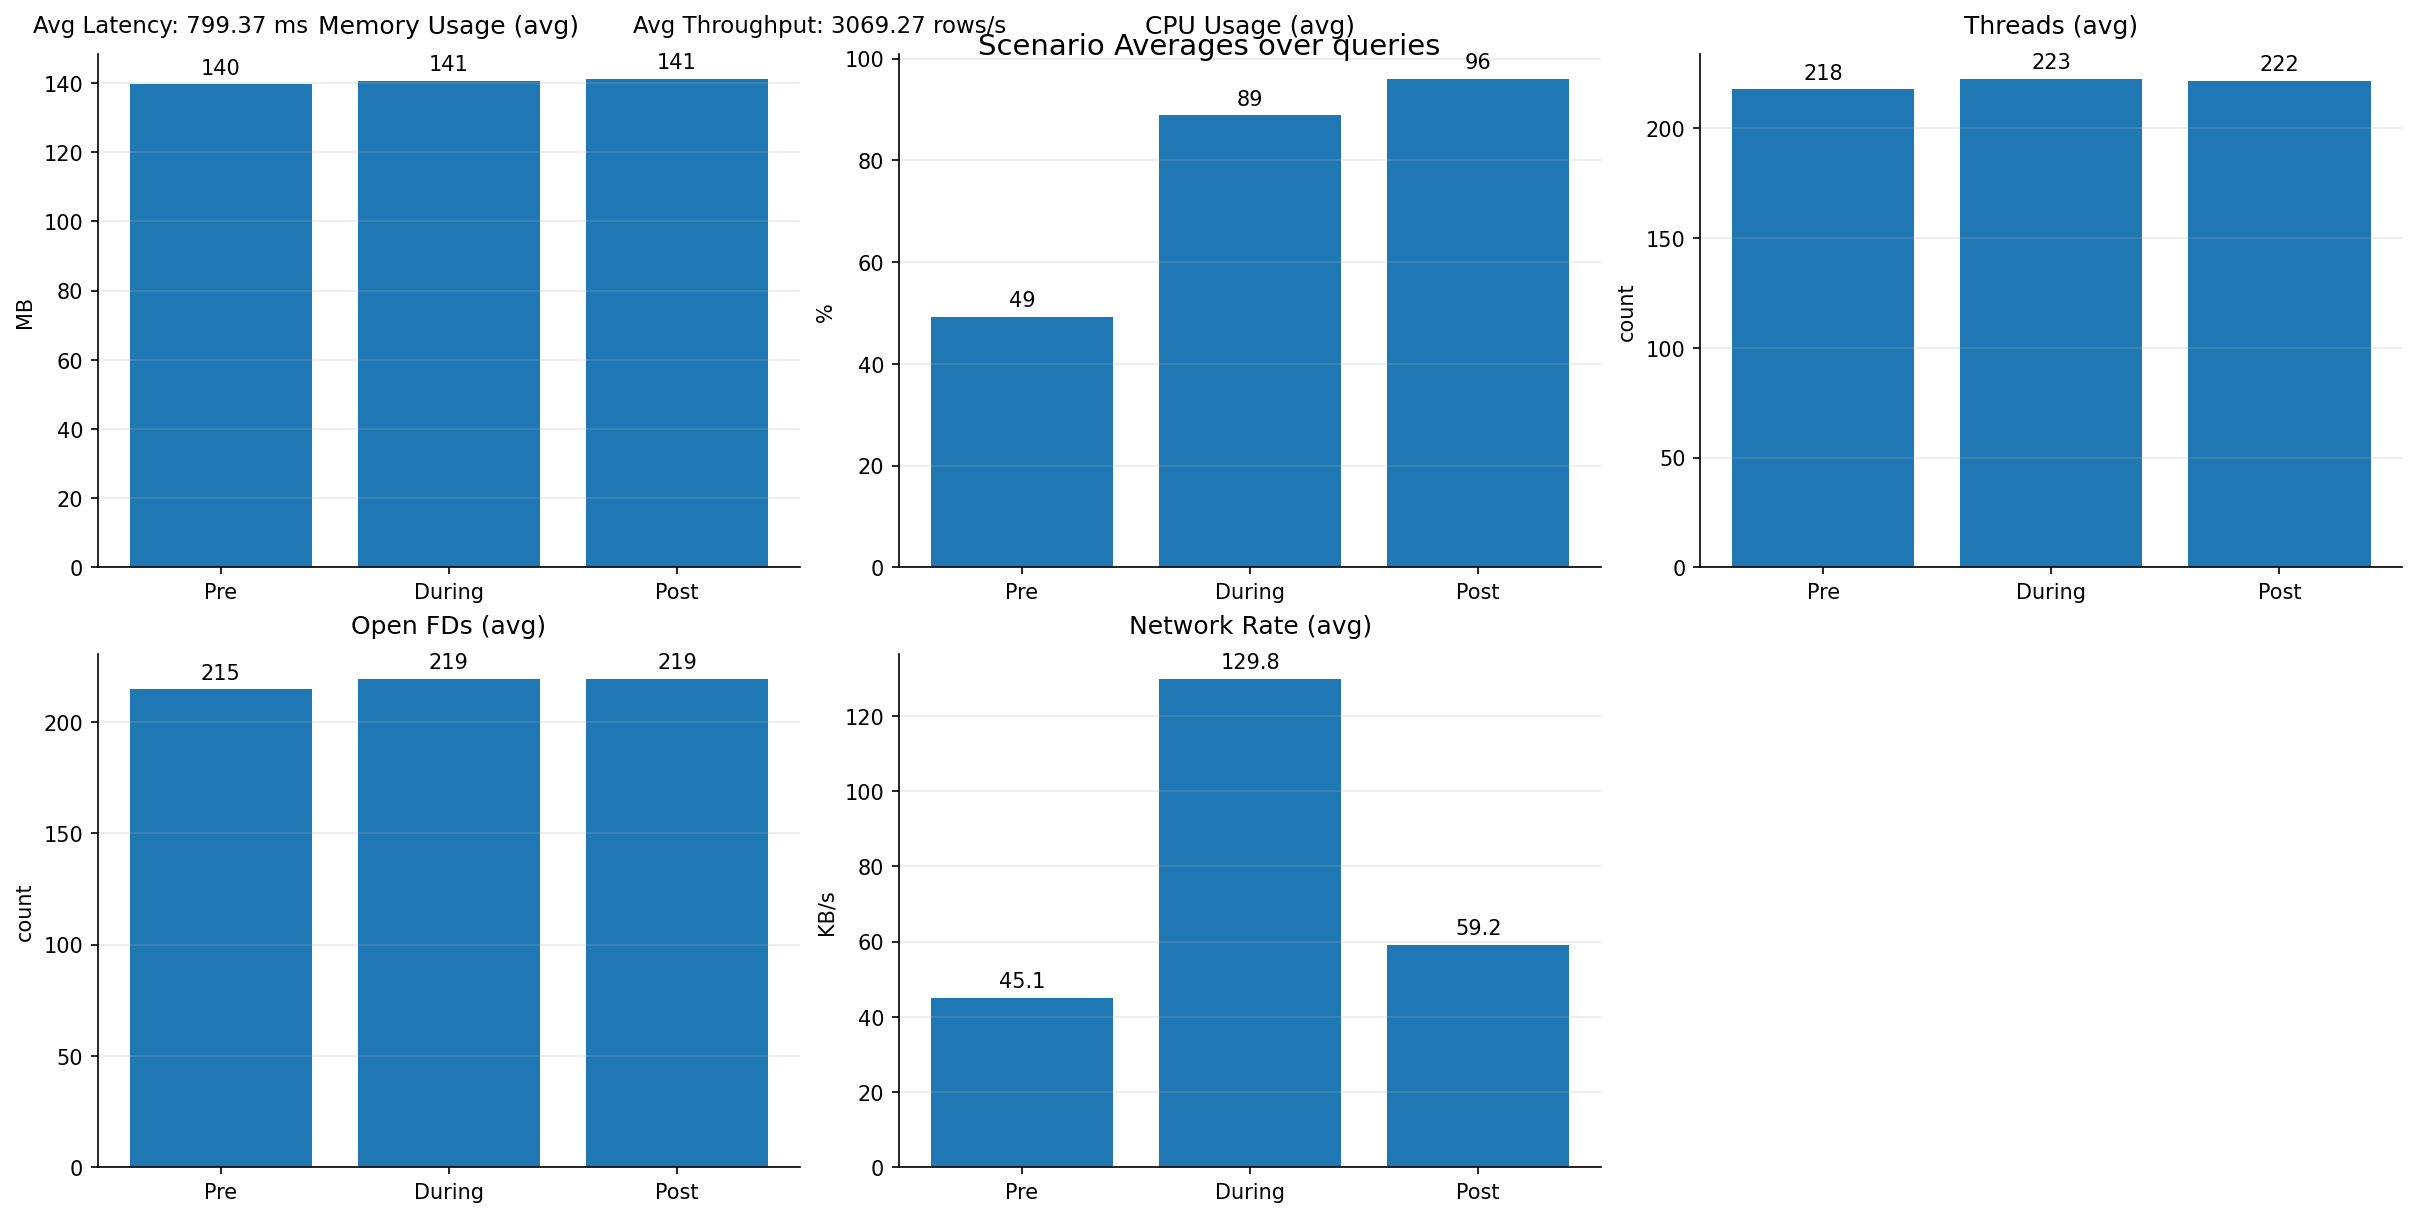 Avg Latency: 799.37 ms
Memory Usage (avg)
Avg Throughput: 3069.27 rows/s
CPU Usage (avg)
Threads (avg)
Scenario Averages over queries
140
141
141
MB
140
120
100
80
60
40
20
0
Pre
During
Post
49
89
96
%
100
80
60
40
20
0
Pre
During
Post
218
223
222
count
200
150
100
50
0
Pre
During
Post
Open FDs (avg)
215
219
219
count
200
150
100
50
0
Pre
During
Post
Network Rate (avg)
45.1
129.8
59.2
KB/s
120
100
80
60
40
20
0
Pre
During
Post